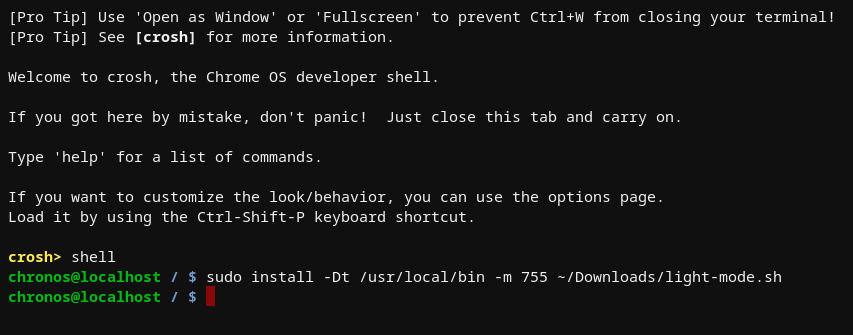 [Pro Tip] Use 'Open as Window' or 'Fullscreen' to prevent Ctrl+W from closing your terminal!
[Pro Tip] See [crosh] for more information.
Welcome to crosh, the Chrome OS developer shell.
If you got here by mistake, don't panic!  Just close this tab and carry on.
Type 'help' for a list of commands.
If you want to customize the look/behavior, you can use the options page.
Load it by using the Ctrl-Shift-P keyboard shortcut.
crosh> shell
chronos@localhost / $ sudo install -Dt /usr/local/bin -m 755 ~/Downloads/light-mode.sh
chronos@localhost / $